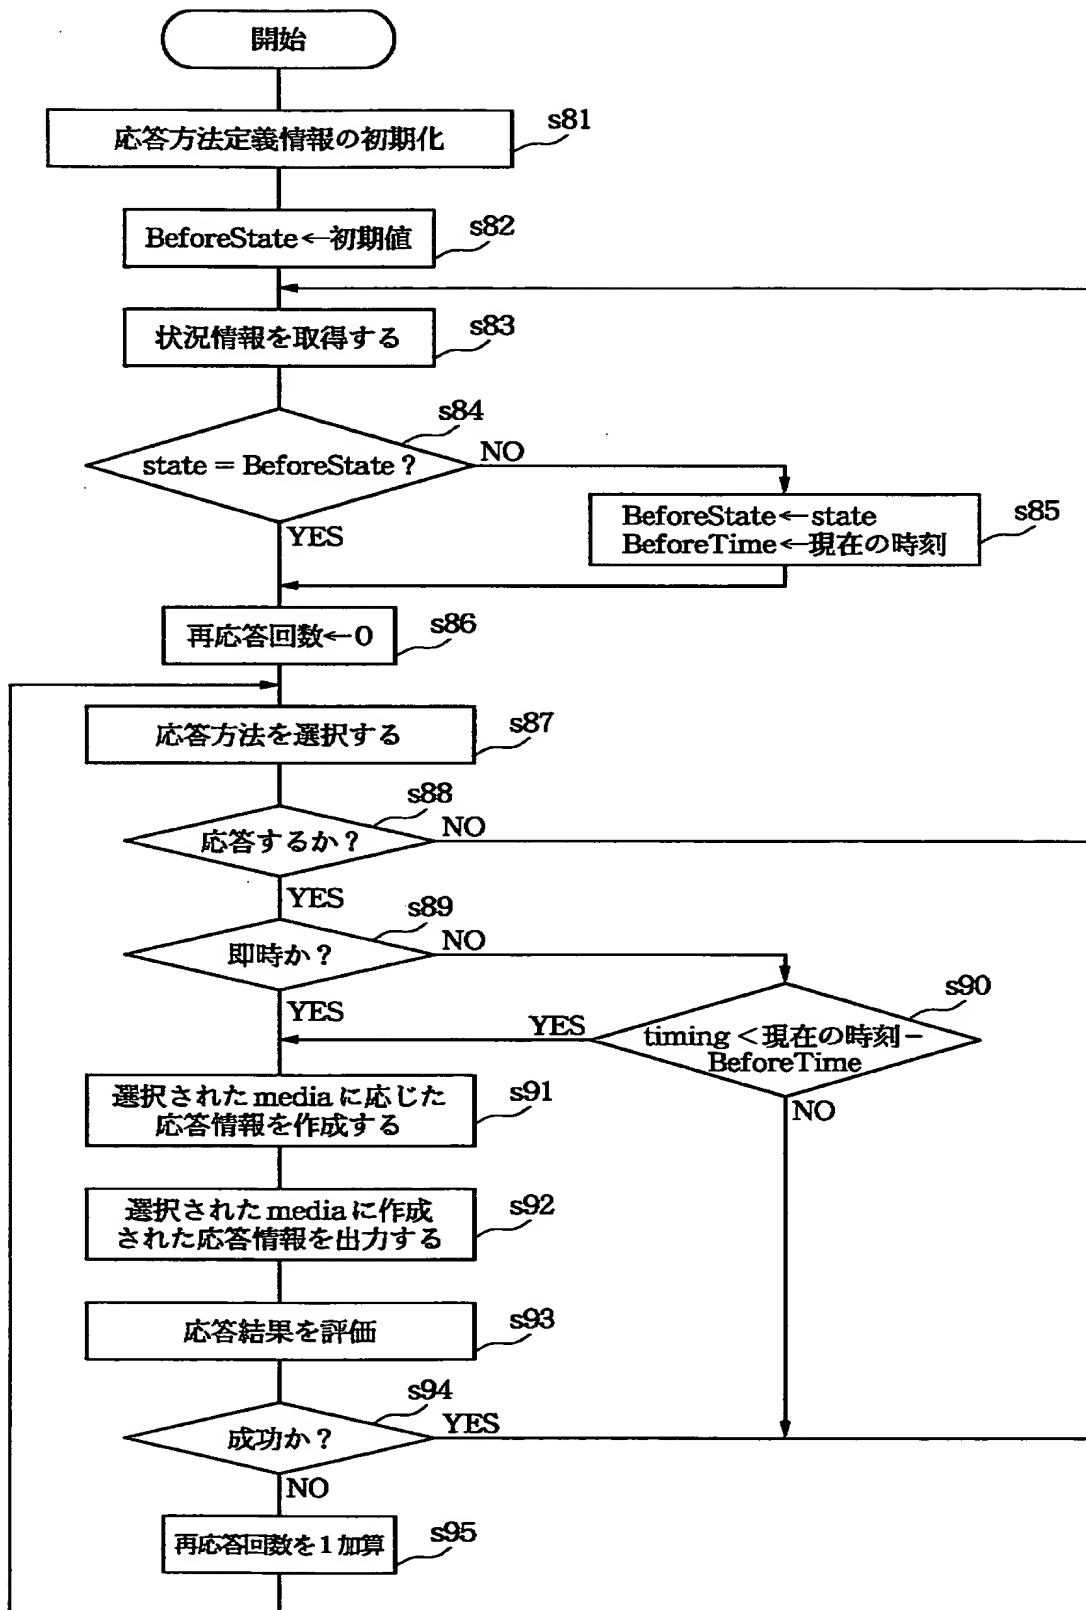 開始
応答方法定義情報の初期化
s81
BeforeState←初期値
s82
状況情報を取得する
s83
s84
state = BeforeState ?
NO
YES
BeforeState←state
BeforeTime←現在の時刻
s85
再応答回数←0
s86
応答方法を選択する
s87
s88
応答するか？
NO
YES
s89
即時か？
NO
YES
s90
timing＜現在の時刻−
BeforeTime
YES
NO
選択されたmediaに応じた
応答情報を作成する
s91
選択されたmediaに作成
された応答情報を出力する
s92
応答結果を評価
s93
s94
成功か？
YES
NO
再応答回数を1加算
s95